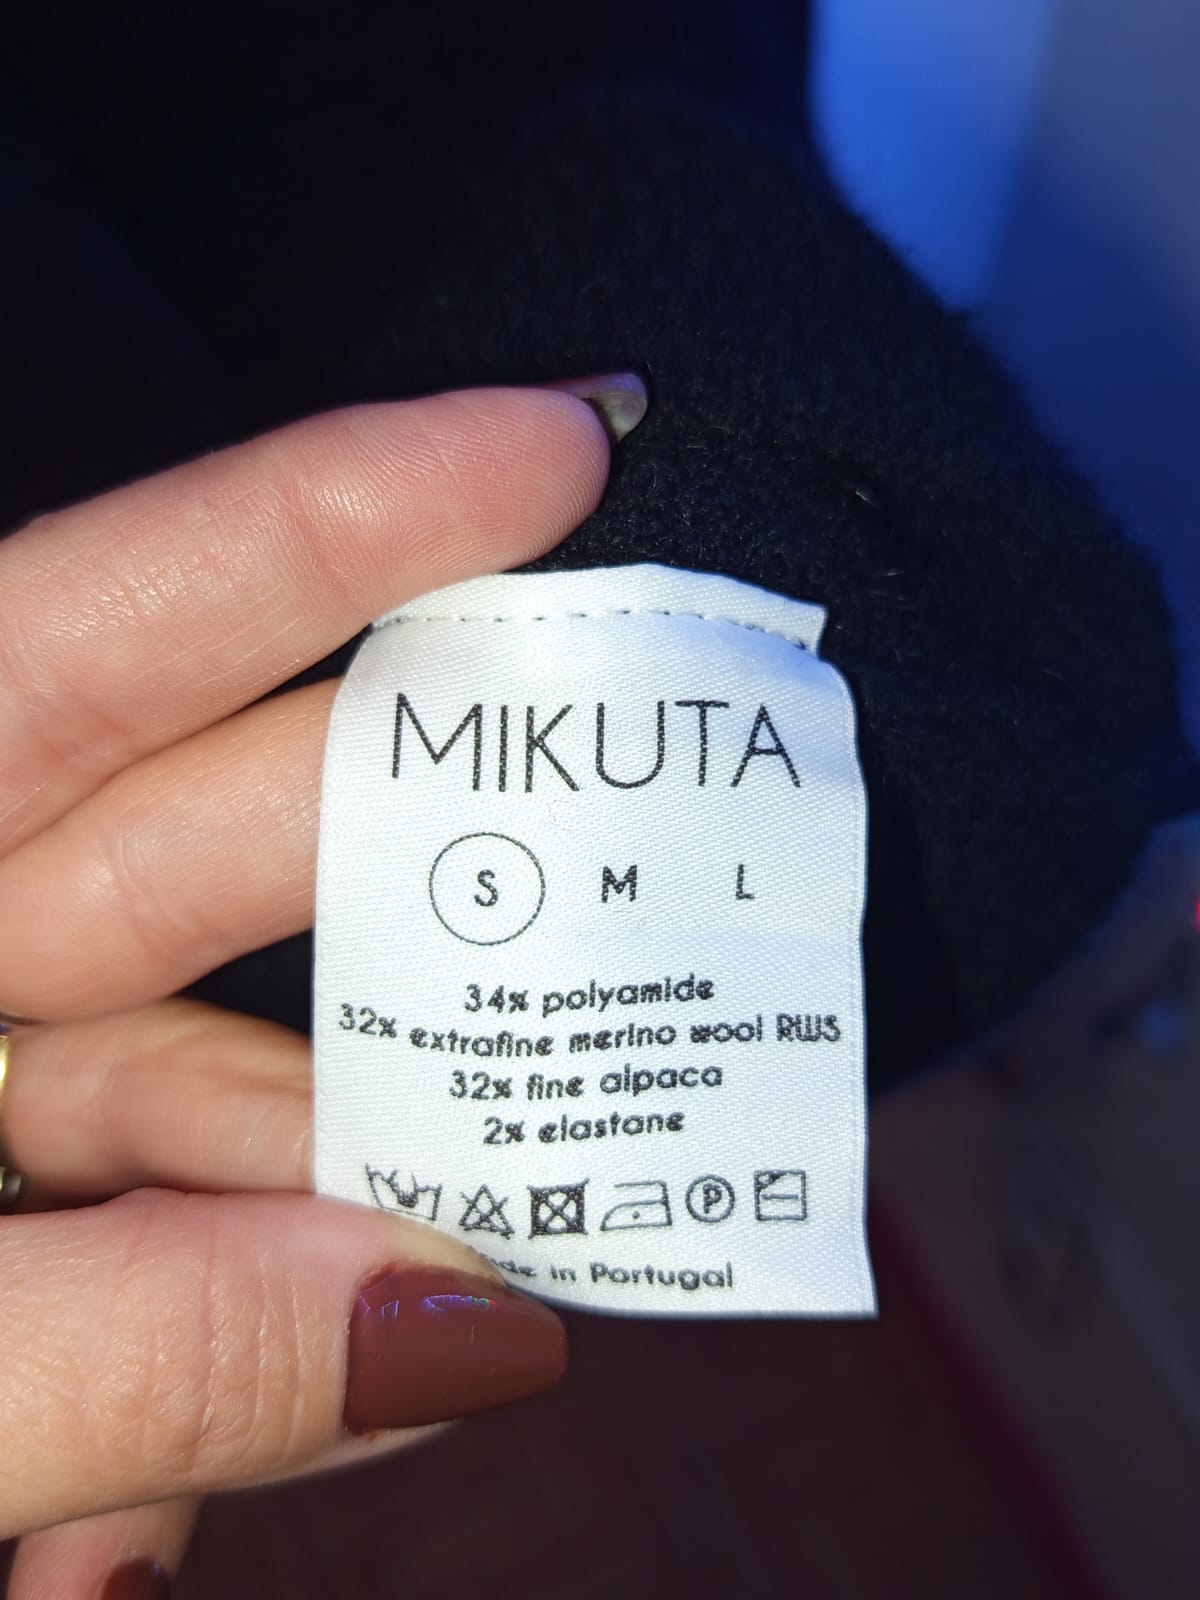 MIKUTA
S M L
34% polyamide
32% extrafine merino wool RWS
32% fine alpaca
2% elastane
P
in Portugal